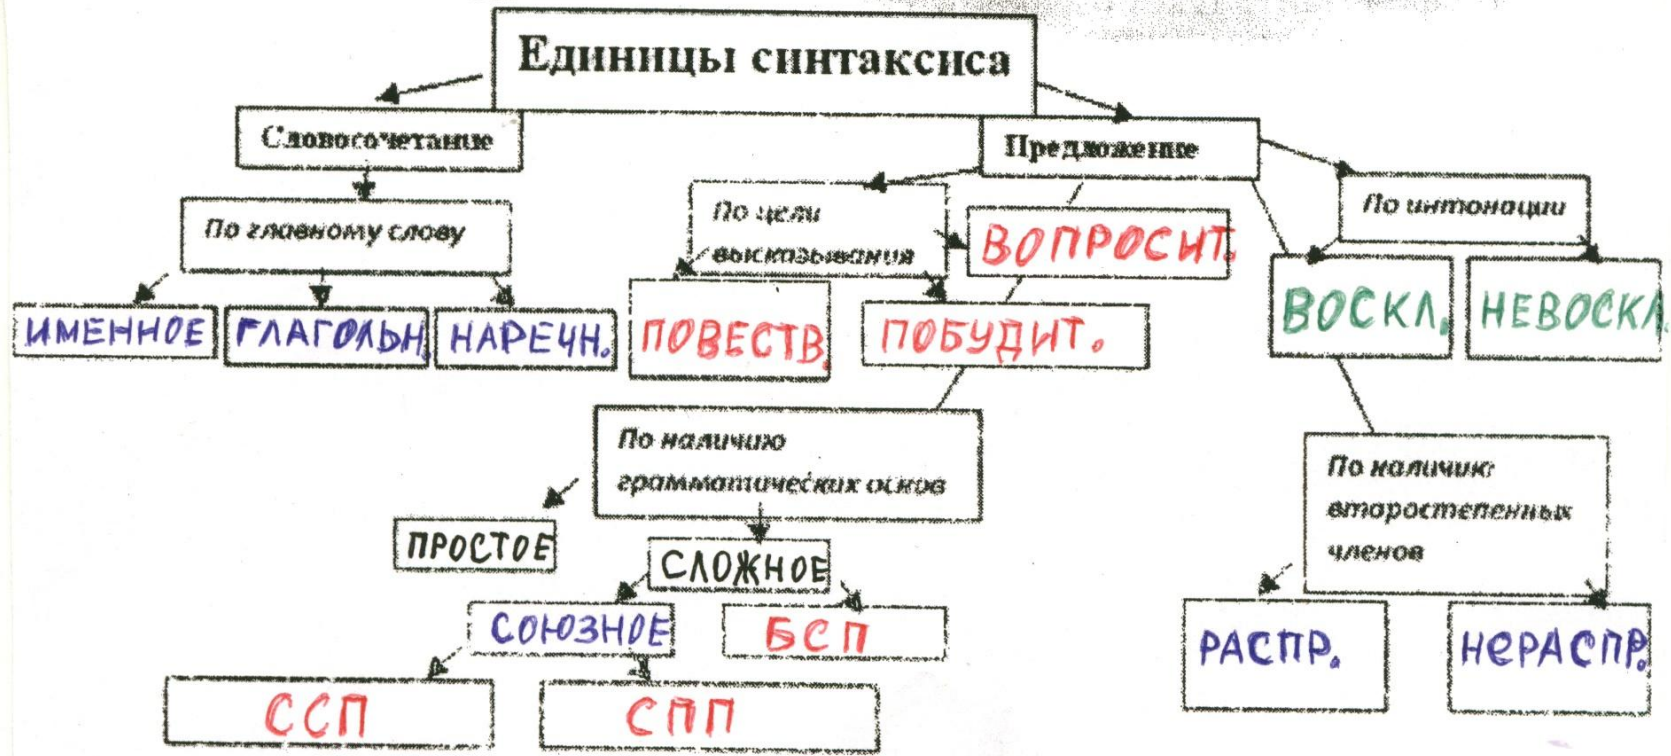 Единицы синтаксиса
Словосочетание
Предложение
По главному слову
По цели
высказывания
ВОПРОСИТ.
По интонации
ИМЕННОЕ
ГЛАГОЛЬН.
НАРЕЧН.
ПОВЕСТВ.
ПОБУДИТ.
ВОСКЛ.
НЕВОСКЛ.
По наличию
грамматических основ
По наличию
второстепенных
членов
ПРОСТОЕ
СЛОЖНОЕ
СОЮЗНОЕ
БСП
РАСПР.
НЕРАСПР.
ССП
СПП